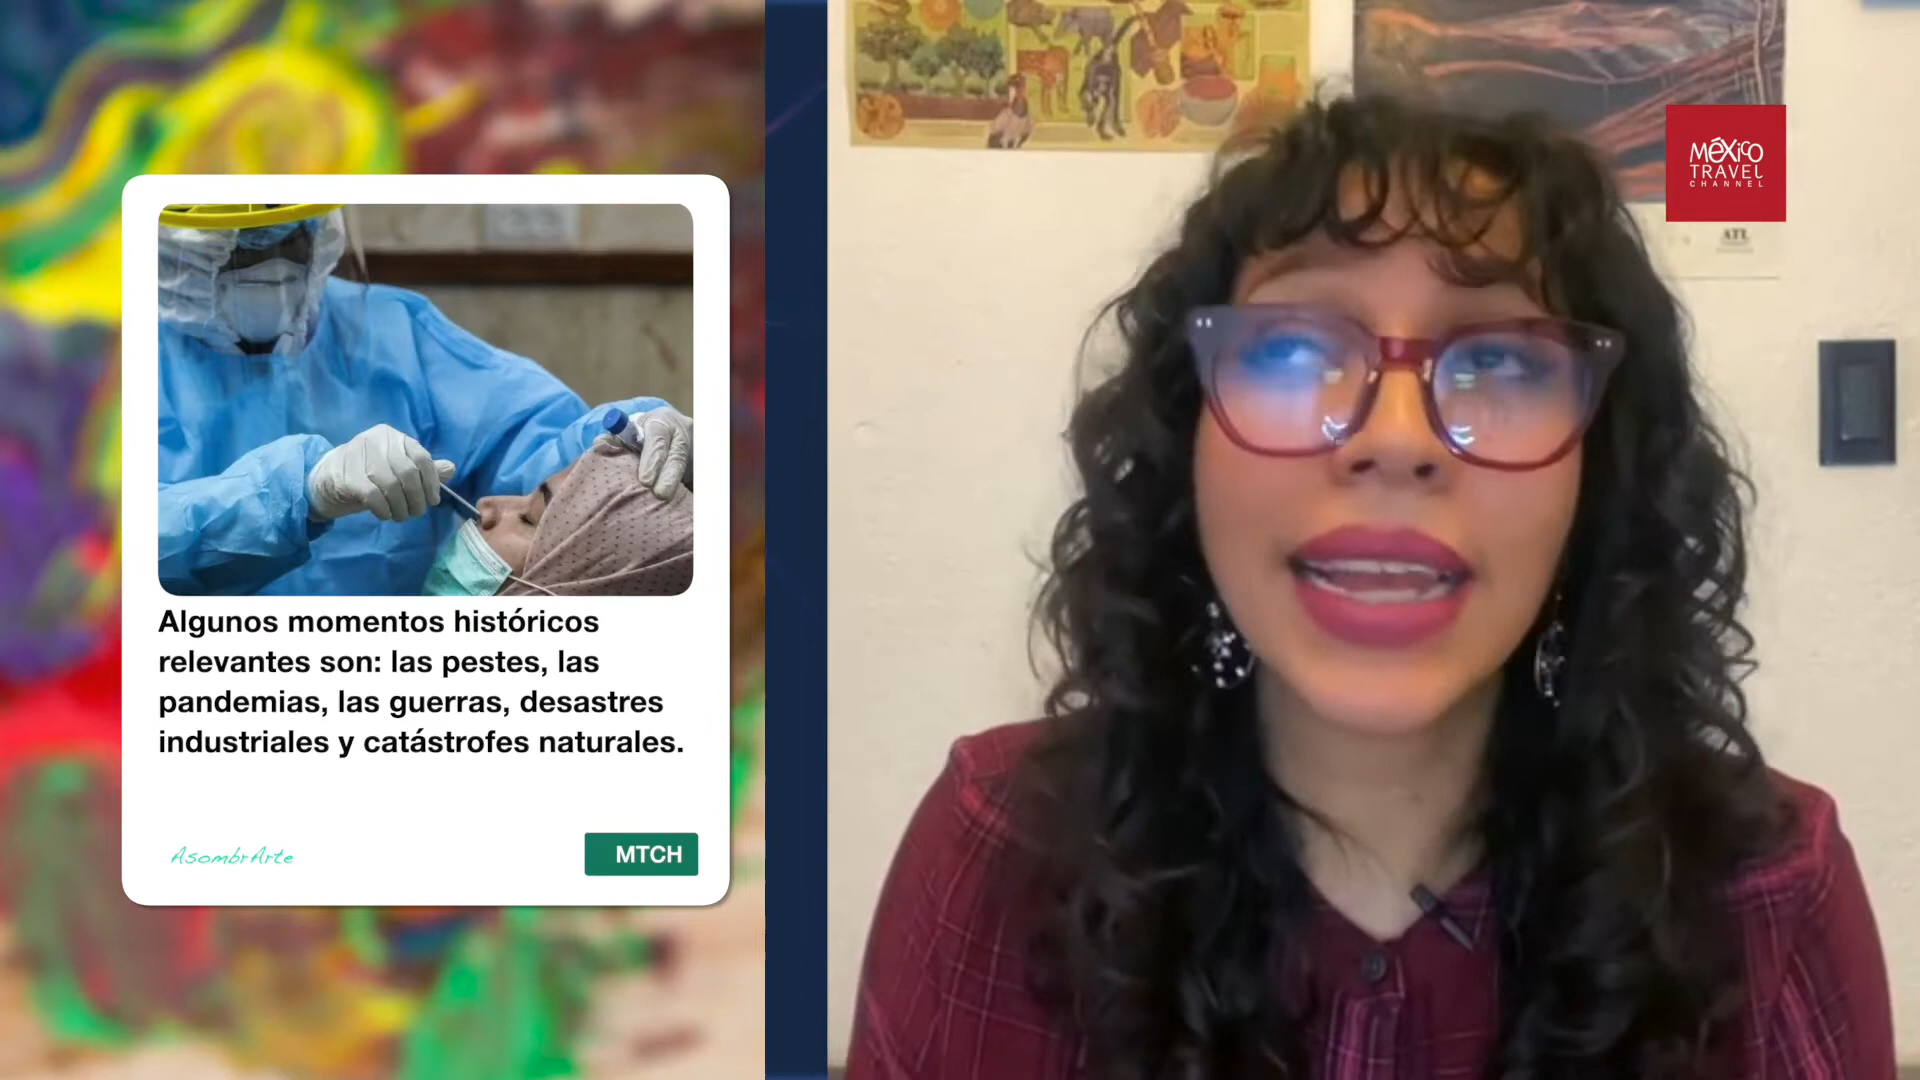 Algunos momentos históricos
relevantes son: las pestes, las
pandemias, las guerras, desastres
industriales y catástrofes naturales.
AsombrArte
MTCH
MéXiCO
TRAVEL
CHANNEL
ATL